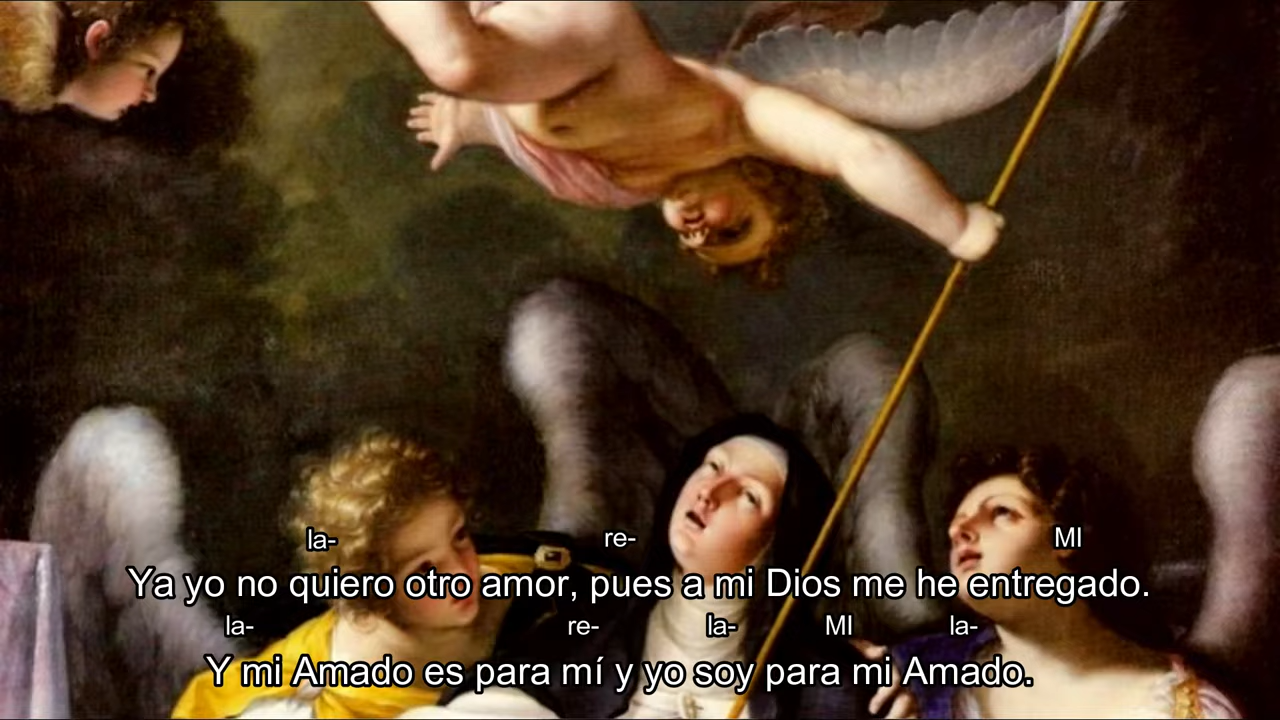 la- re- MI
Ya yo no quiero otro amor, pues a mi Dios me he entregado.
la- re- la- MI la-
Y mi Amado es para mí y yo soy para mi Amado.